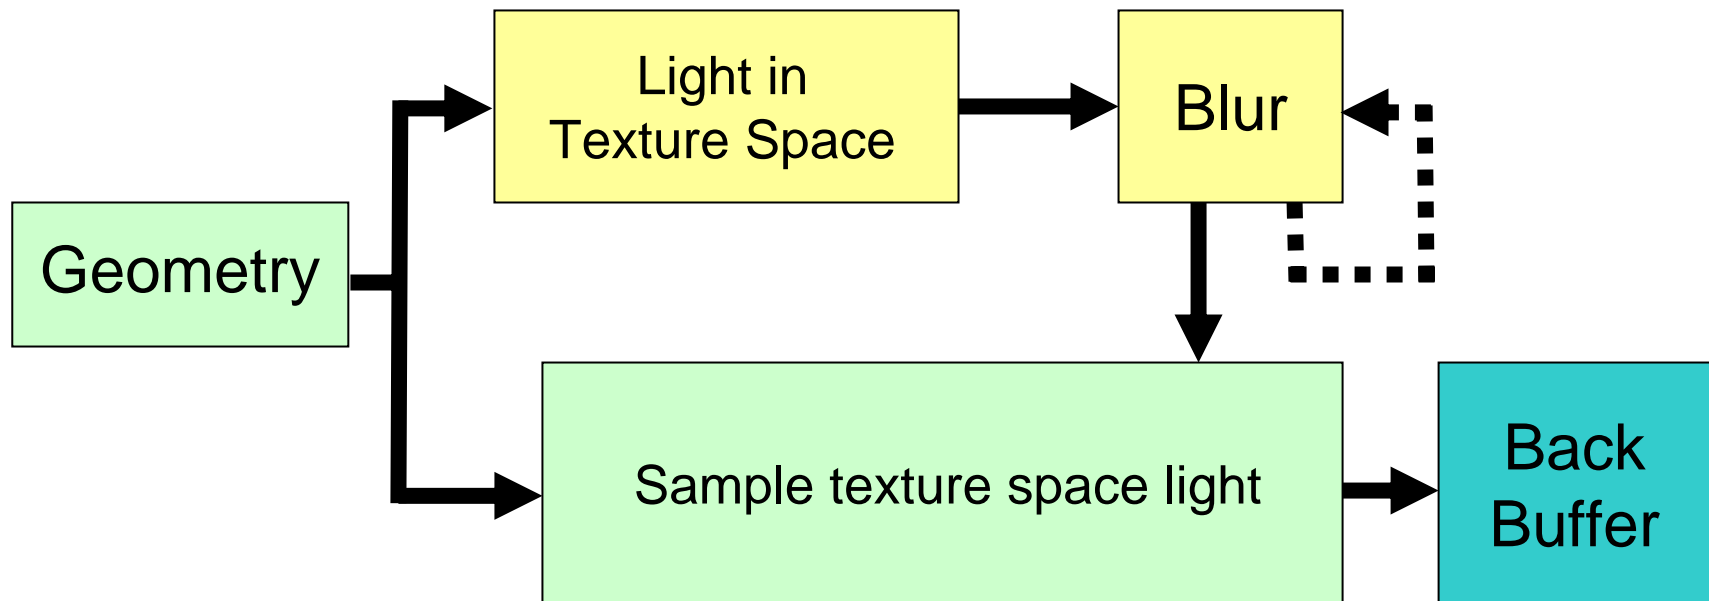 Light in
Texture Space
Blur
Geometry
Sample texture space light
Back
Buffer